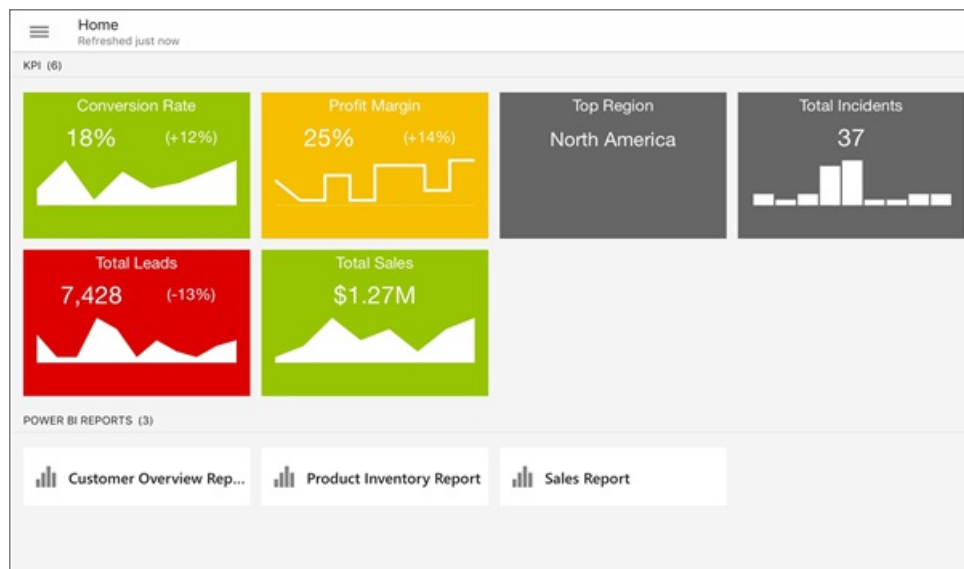 Home
Refreshed just now
KPI (6)
Conversion Rate
18% (+12%)
Profit Margin
25% (+14%)
Top Region
North America
Total Incidents
37
Total Leads
7,428 (-13%)
Total Sales
$1.27M
POWER BI REPORTS (3)
Customer Overview Rep...
Product Inventory Report
Sales Report